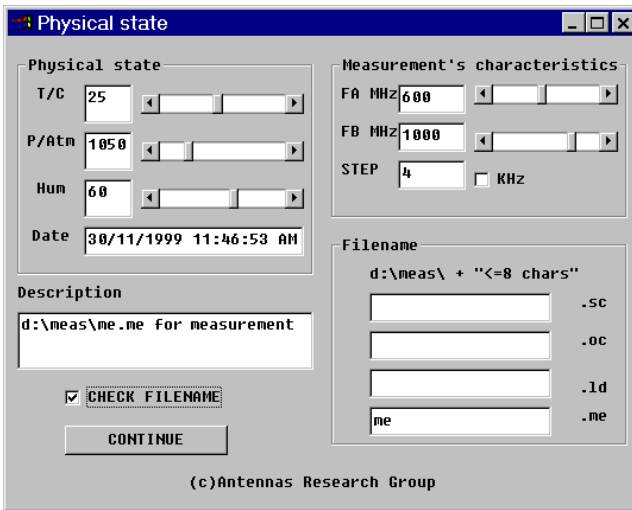 Physical state
Physical state
T/C 25
P/Atm 1050
Hum 60
Date 30/11/1999 11:46:53 AM
Measurement's characteristics
FA MHz 600
FB MHz 1000
STEP 4 KHz
Description
d:\meas\me.me for measurement
CHECK FILENAME
CONTINUE
Filename
d:\meas\ + "<=8 chars"
.sc
.oc
.ld
me .me
(c)Antennas Research Group